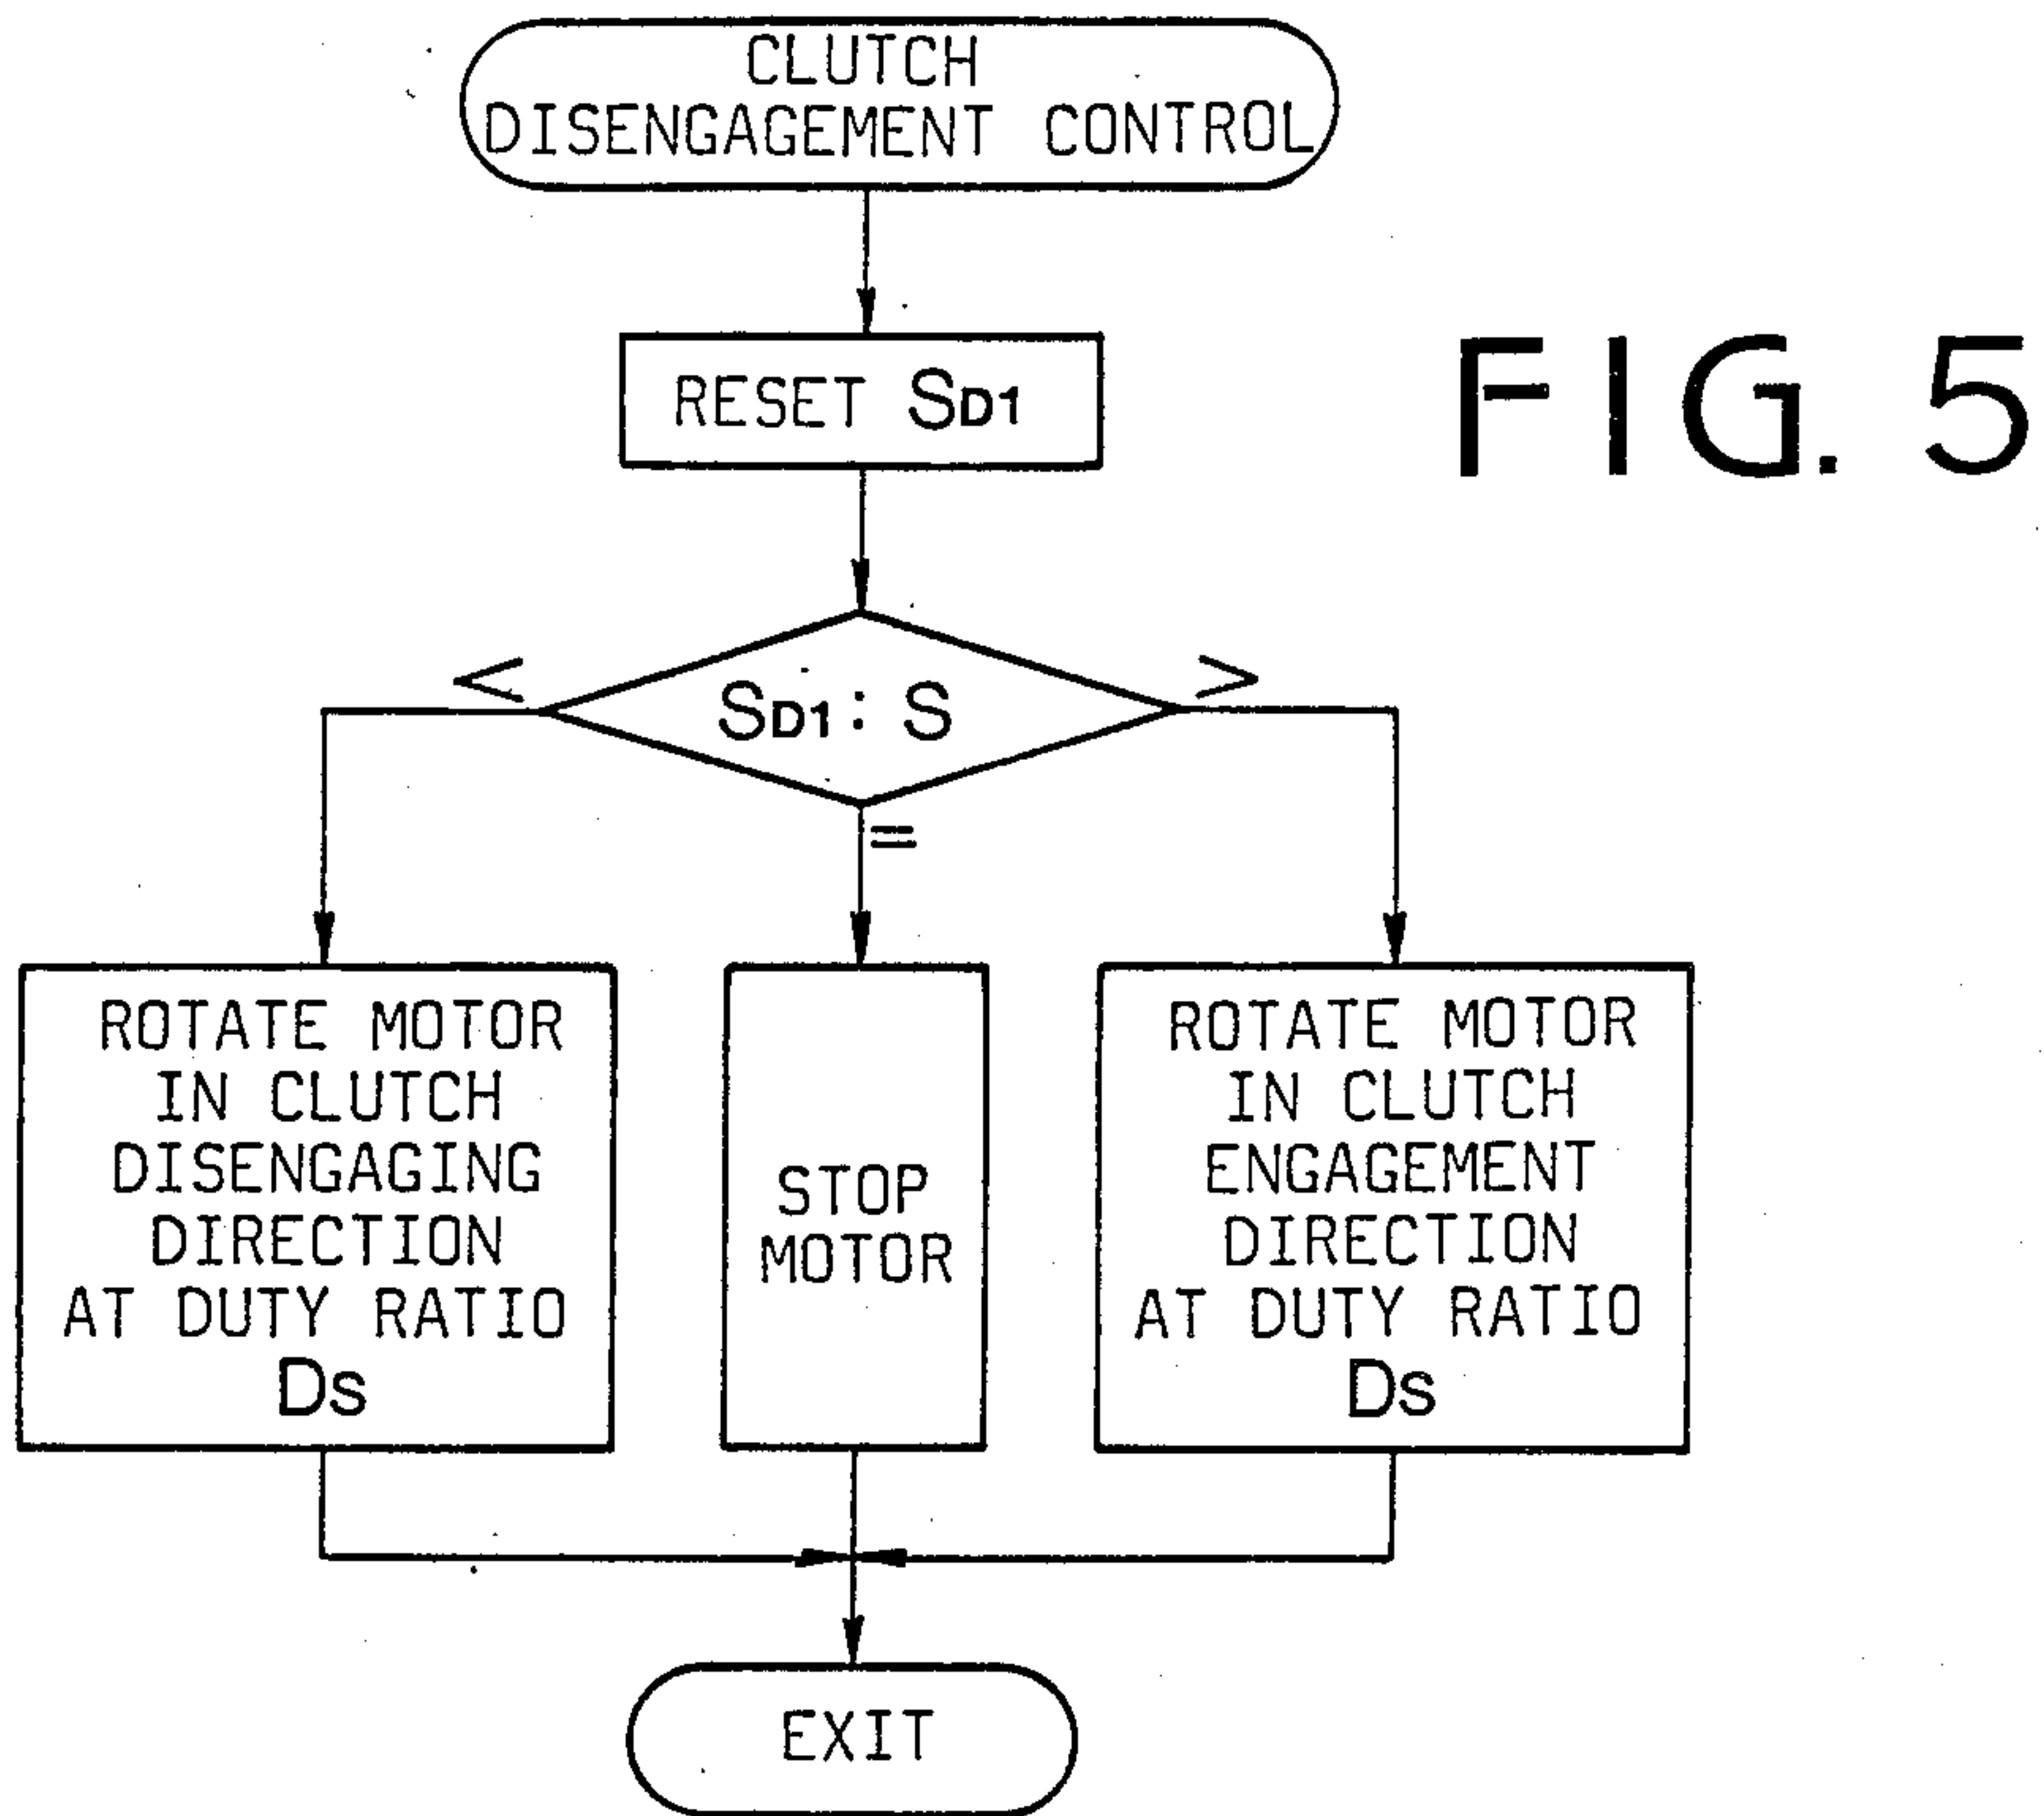 CLUTCH
DISENGAGEMENT CONTROL
RESET SD1
FIG. 5
<
SD1: S
>
=
ROTATE MOTOR
IN CLUTCH
DISENGAGING
DIRECTION
AT DUTY RATIO
Ds
STOP
MOTOR
ROTATE MOTOR
IN CLUTCH
ENGAGEMENT
DIRECTION
AT DUTY RATIO
Ds
EXIT